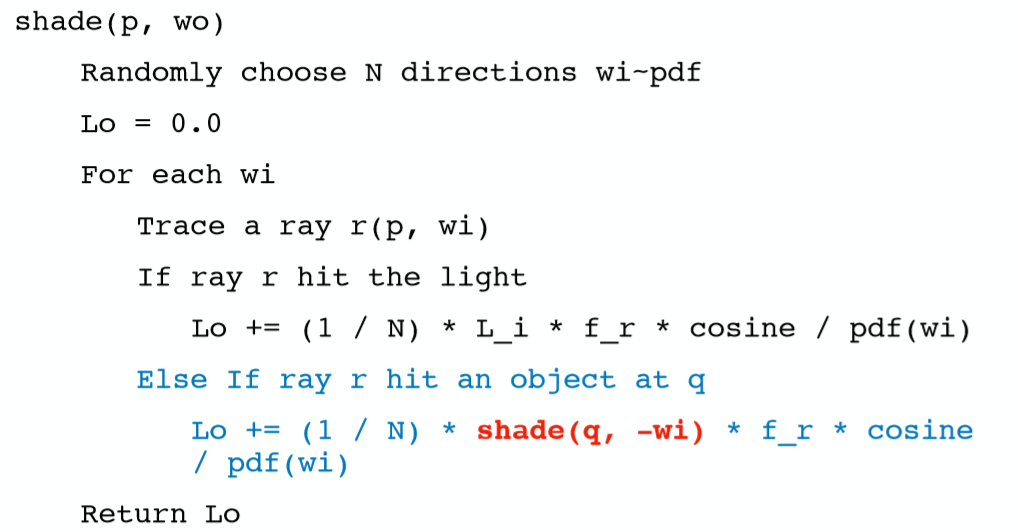 shade(p, wo)
Randomly choose N directions wi~pdf
Lo = 0.0
For each wi
Trace a ray r(p, wi)
If ray r hit the light
Lo += (1 / N) * L_i * f_r * cosine / pdf(wi)
Else If ray r hit an object at q
Lo += (1 / N) * shade(q, -wi) * f_r * cosine
/ pdf(wi)
Return Lo